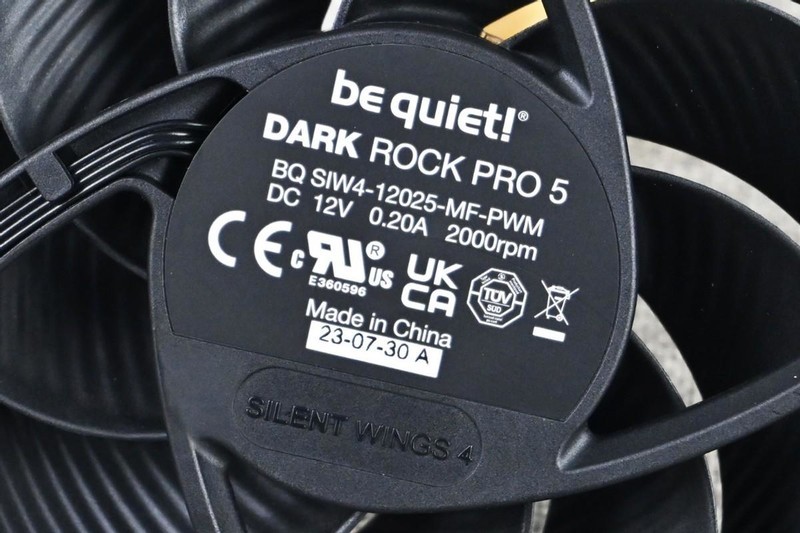 be quiet!®
DARK ROCK PRO 5
BQ SIW4-12025-MF-PWM
DC 12V 0.20A 2000rpm
CE c RU® US UK CA TÜV SÜD
E360596
Made in China
23-07-30 A
SILENT WINGS 4